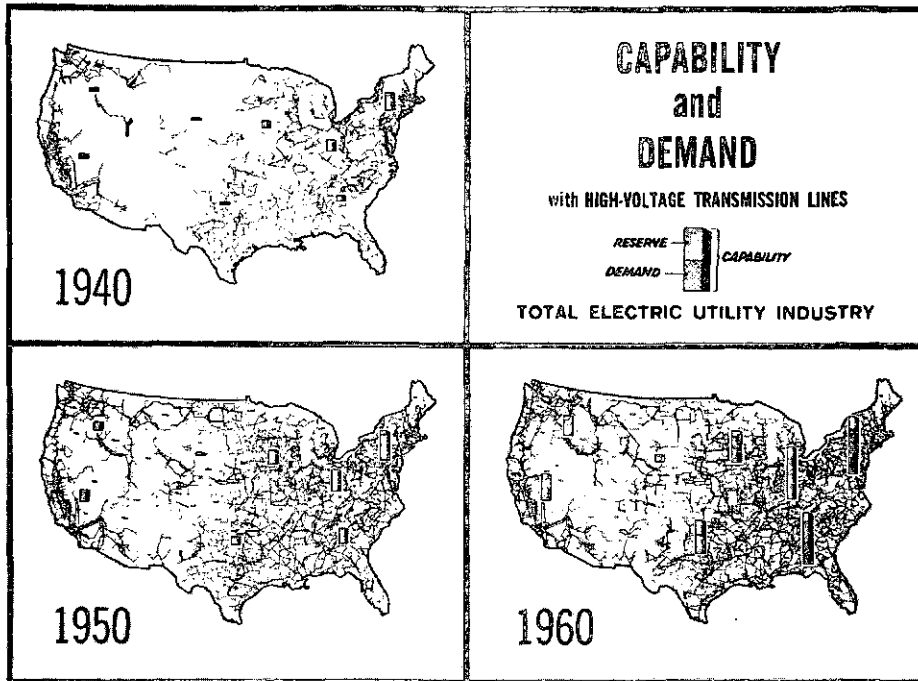 1940
CAPABILITY
and
DEMAND
with HIGH-VOLTAGE TRANSMISSION LINES
RESERVE
DEMAND
CAPABILITY
TOTAL ELECTRIC UTILITY INDUSTRY
1950
1960